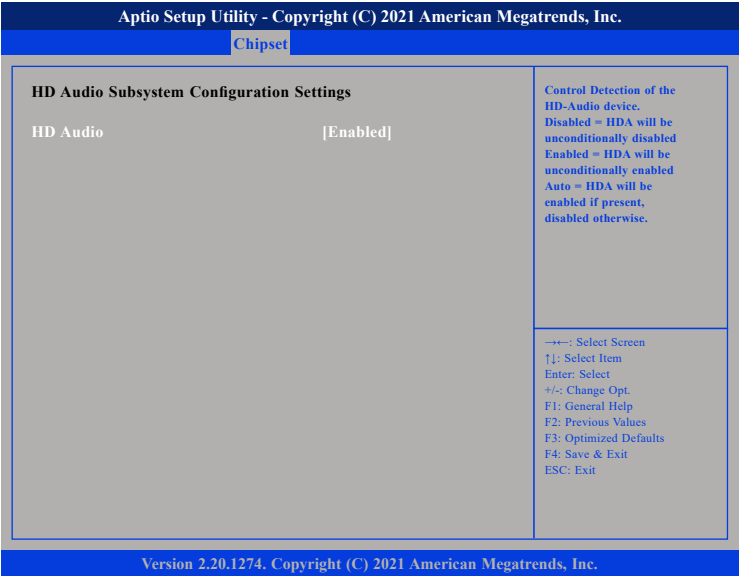 Aptio Setup Utility - Copyright (C) 2021 American Megatrends, Inc.
Chipset
HD Audio Subsystem Configuration Settings
HD Audio [Enabled]
Control Detection of the
HD-Audio device.
Disabled = HDA will be
unconditionally disabled
Enabled = HDA will be
unconditionally enabled
Auto = HDA will be
enabled if present,
disabled otherwise.
→←: Select Screen
↑↓: Select Item
Enter: Select
+/-: Change Opt.
F1: General Help
F2: Previous Values
F3: Optimized Defaults
F4: Save & Exit
ESC: Exit
Version 2.20.1274. Copyright (C) 2021 American Megatrends, Inc.